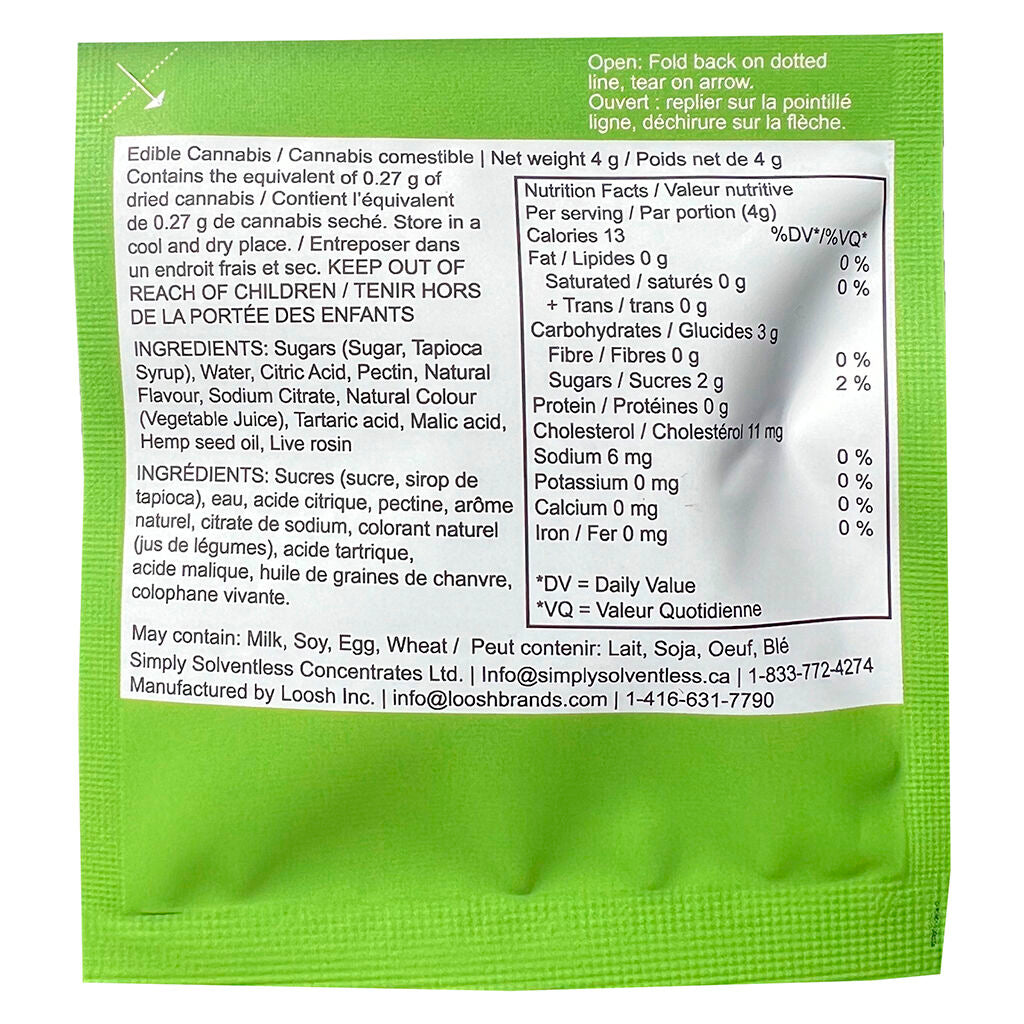 Open: Fold back on dotted
line, tear on arrow.
Ouvert : replier sur la pointillé
ligne, déchirure sur la flèche.
Edible Cannabis / Cannabis comestible | Net weight 4 g / Poids net de 4 g
Contains the equivalent of 0.27 g of
dried cannabis / Contient l'équivalent
de 0.27 g de cannabis seché. Store in a
cool and dry place. / Entreposer dans
un endroit frais et sec. KEEP OUT OF
REACH OF CHILDREN / TENIR HORS
DE LA PORTÉE DES ENFANTS
INGREDIENTS: Sugars (Sugar, Tapioca
Syrup), Water, Citric Acid, Pectin, Natural
Flavour, Sodium Citrate, Natural Colour
(Vegetable Juice), Tartaric acid, Malic acid,
Hemp seed oil, Live rosin
INGRÉDIENTS: Sucres (sucre, sirop de
tapioca), eau, acide citrique, pectine, arôme
naturel, citrate de sodium, colorant naturel
(jus de légumes), acide tartrique,
acide malique, huile de graines de chanvre,
colophane vivante.
Nutrition Facts / Valeur nutritive
Per serving / Par portion (4g)
Calories 13 %DV*/%VQ*
Fat / Lipides 0 g 0 %
Saturated / saturés 0 g 0 %
+ Trans / trans 0 g
Carbohydrates / Glucides 3 g
Fibre / Fibres 0 g 0 %
Sugars / Sucres 2 g 2 %
Protein / Protéines 0 g
Cholesterol / Cholestérol 11 mg
Sodium 6 mg 0 %
Potassium 0 mg 0 %
Calcium 0 mg 0 %
Iron / Fer 0 mg 0 %
*DV = Daily Value
*VQ = Valeur Quotidienne
May contain: Milk, Soy, Egg, Wheat / Peut contenir: Lait, Soja, Oeuf, Blé
Simply Solventless Concentrates Ltd. | Info@simplysolventless.ca | 1-833-772-4274
Manufactured by Loosh Inc. | info@looshbrands.com | 1-416-631-7790